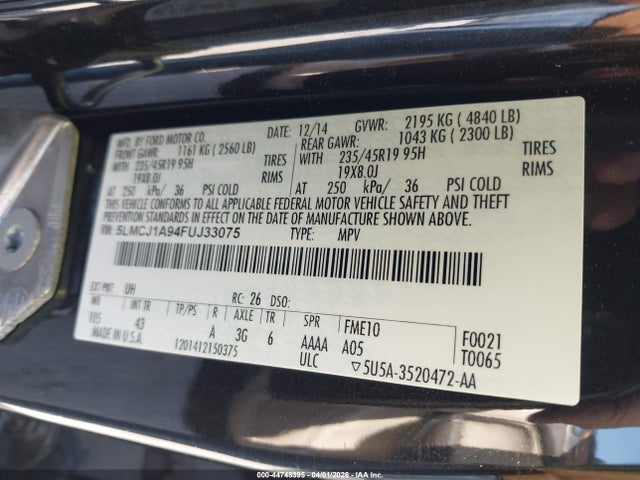 MFD. BY FORD MOTOR CO. DATE: 12/14 GVWR: 2195 KG ( 4840 LB)
FRONT GAWR: 1161 KG ( 2560 LB) REAR GAWR: 1043 KG ( 2300 LB)
WITH 235/45R19 95H TIRES WITH 235/45R19 95H TIRES
19X8.0J RIMS 19X8.0J RIMS
AT 250 kPa/ 36 PSI COLD AT 250 kPa/ 36 PSI COLD
THIS VEHICLE CONFORMS TO ALL APPLICABLE FEDERAL MOTOR VEHICLE SAFETY AND THEFT
PREVENTION STANDARDS IN EFFECT ON THE DATE OF MANUFACTURE SHOWN ABOVE.
VIN: 5LMCJ1A94FUJ33075 TYPE: MPV
EXT PNT: UH RC: 26 DSO:
WB INT TR TP/PS R AXLE TR SPR FME10 F0021
105 43 A 3G 6 AAAA A05 T0065
MADE IN U.S.A. 1201412150375 ULC ▽5U5A-3520472-AA
000-44748395 - 04/01/2026 - IAA Inc.